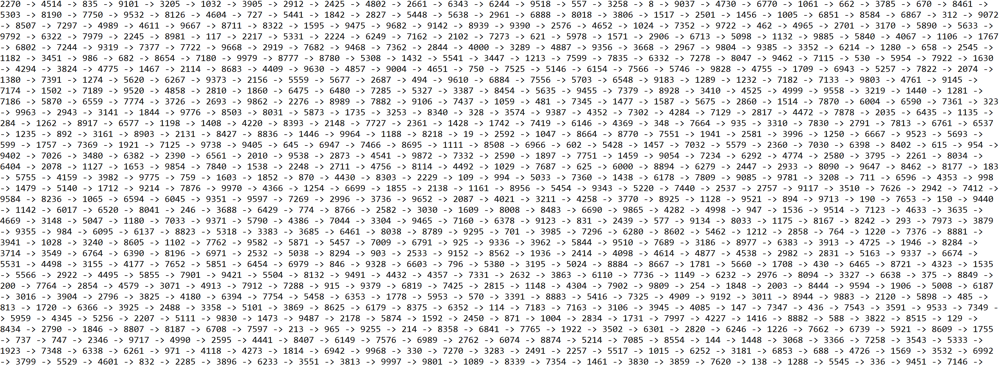 2270 -> 4514 -> 835 -> 9101 -> 3205 -> 1032 -> 3905 -> 2912 -> 2425 -> 4802 -> 2661 -> 6343 -> 6244 -> 9518 -> 557 -> 3258 -> 8 -> 9037 -> 4730 -> 6770 -> 1061 -> 662 -> 3785 -> 670 -> 8461 ->
5303 -> 8190 -> 7750 -> 9532 -> 8126 -> 4604 -> 727 -> 5441 -> 1842 -> 2827 -> 5448 -> 5638 -> 2961 -> 6888 -> 8018 -> 3806 -> 1517 -> 2501 -> 1456 -> 1005 -> 6851 -> 8584 -> 6867 -> 312 -> 9072
-> 8507 -> 7297 -> 4989 -> 4611 -> 9667 -> 8711 -> 8322 -> 1595 -> 9475 -> 9682 -> 9142 -> 8939 -> 9390 -> 2576 -> 4652 -> 1024 -> 7352 -> 9722 -> 462 -> 4965 -> 2701 -> 3170 -> 5890 -> 5633 ->
9792 -> 6322 -> 7979 -> 2245 -> 8981 -> 117 -> 2217 -> 5331 -> 2224 -> 6249 -> 7162 -> 2102 -> 7273 -> 621 -> 5978 -> 1571 -> 2906 -> 6713 -> 5098 -> 1132 -> 9885 -> 5840 -> 4067 -> 1106 -> 1767
-> 6802 -> 7244 -> 9319 -> 7377 -> 7722 -> 9668 -> 2919 -> 7682 -> 9468 -> 7362 -> 2844 -> 4000 -> 3289 -> 4887 -> 9356 -> 3668 -> 2967 -> 9804 -> 9385 -> 3352 -> 6214 -> 1280 -> 658 -> 2545 ->
1182 -> 3451 -> 986 -> 682 -> 8654 -> 7180 -> 9979 -> 8777 -> 8780 -> 5308 -> 1432 -> 5541 -> 3447 -> 1213 -> 7599 -> 7835 -> 6332 -> 7278 -> 8047 -> 9462 -> 7115 -> 530 -> 5954 -> 7922 -> 1630
-> 4294 -> 3824 -> 4775 -> 1467 -> 2114 -> 8683 -> 4409 -> 9630 -> 4857 -> 9004 -> 4651 -> 750 -> 7525 -> 5146 -> 6154 -> 7566 -> 5746 -> 9828 -> 4755 -> 1709 -> 6943 -> 5257 -> 7822 -> 2074 ->
1380 -> 7391 -> 1274 -> 5620 -> 6267 -> 9373 -> 2156 -> 5559 -> 5677 -> 2687 -> 494 -> 9610 -> 6884 -> 7556 -> 5703 -> 6548 -> 9183 -> 1289 -> 1232 -> 7182 -> 7133 -> 9803 -> 4761 -> 9145 ->
7174 -> 1502 -> 7189 -> 9520 -> 4858 -> 2810 -> 1860 -> 6475 -> 6480 -> 7285 -> 5327 -> 3387 -> 8454 -> 5635 -> 9455 -> 7379 -> 8928 -> 3410 -> 4525 -> 4999 -> 9558 -> 3219 -> 1440 -> 1281 ->
7186 -> 5870 -> 6559 -> 7774 -> 3726 -> 2693 -> 9862 -> 2276 -> 8989 -> 7882 -> 9106 -> 7437 -> 1059 -> 481 -> 7345 -> 1477 -> 1587 -> 5675 -> 2860 -> 1514 -> 7870 -> 6004 -> 6590 -> 7361 -> 323
-> 9963 -> 2943 -> 3141 -> 1844 -> 9776 -> 8503 -> 8031 -> 5873 -> 1735 -> 3253 -> 8340 -> 328 -> 3574 -> 9387 -> 4352 -> 7302 -> 4284 -> 7129 -> 2817 -> 4472 -> 7878 -> 2035 -> 6435 -> 1135 ->
284 -> 1262 -> 8917 -> 6577 -> 1198 -> 1408 -> 4220 -> 8393 -> 2148 -> 7727 -> 2361 -> 1428 -> 1742 -> 7419 -> 6146 -> 4369 -> 348 -> 7664 -> 935 -> 3310 -> 7830 -> 2791 -> 7813 -> 6761 -> 6537
-> 1235 -> 892 -> 3161 -> 8903 -> 2131 -> 8427 -> 8836 -> 1446 -> 9964 -> 1188 -> 8218 -> 19 -> 2592 -> 1047 -> 8664 -> 8770 -> 7551 -> 1941 -> 2581 -> 3996 -> 1250 -> 6667 -> 9523 -> 5693 ->
599 -> 1757 -> 7369 -> 1921 -> 7125 -> 9738 -> 9405 -> 645 -> 6947 -> 7466 -> 8695 -> 1111 -> 8508 -> 6966 -> 602 -> 5428 -> 1457 -> 7032 -> 5579 -> 2360 -> 7030 -> 6398 -> 8402 -> 615 -> 954 ->
9402 -> 7026 -> 3480 -> 6382 -> 2390 -> 6561 -> 2010 -> 9538 -> 2873 -> 4541 -> 9872 -> 7332 -> 2590 -> 1897 -> 7751 -> 1459 -> 9054 -> 7234 -> 6292 -> 4774 -> 2580 -> 3795 -> 2261 -> 8034 ->
6404 -> 2078 -> 1127 -> 1653 -> 9854 -> 7840 -> 1538 -> 2248 -> 2711 -> 4756 -> 8114 -> 4492 -> 1029 -> 7687 -> 625 -> 6000 -> 8894 -> 6279 -> 2447 -> 2933 -> 8090 -> 9647 -> 8462 -> 8177 -> 183
-> 5755 -> 4159 -> 3982 -> 9775 -> 759 -> 1603 -> 1852 -> 870 -> 4430 -> 8303 -> 2229 -> 109 -> 994 -> 5033 -> 7360 -> 1438 -> 6178 -> 7809 -> 9085 -> 9781 -> 3208 -> 711 -> 6596 -> 4353 -> 998
-> 1479 -> 5140 -> 1712 -> 9214 -> 7876 -> 9970 -> 4366 -> 1254 -> 6699 -> 1855 -> 2138 -> 1161 -> 8956 -> 5454 -> 9343 -> 5220 -> 7440 -> 2537 -> 2757 -> 9117 -> 3510 -> 7626 -> 2942 -> 7412 ->
9584 -> 8236 -> 1065 -> 6594 -> 6045 -> 9351 -> 9597 -> 7269 -> 2996 -> 3736 -> 9652 -> 2087 -> 4021 -> 3211 -> 4258 -> 3770 -> 8925 -> 1128 -> 9521 -> 894 -> 9713 -> 190 -> 7653 -> 150 -> 9440
-> 1142 -> 6017 -> 6520 -> 8041 -> 246 -> 3688 -> 6429 -> 774 -> 8766 -> 2582 -> 3030 -> 1609 -> 8008 -> 8483 -> 6690 -> 9865 -> 4282 -> 4998 -> 947 -> 1536 -> 9514 -> 7123 -> 4633 -> 3635 ->
4669 -> 3148 -> 5047 -> 1180 -> 7033 -> 9371 -> 5790 -> 4386 -> 7044 -> 3304 -> 9465 -> 7160 -> 6378 -> 9123 -> 831 -> 2439 -> 577 -> 9134 -> 8033 -> 1175 -> 8167 -> 8242 -> 293 -> 7973 -> 3879
-> 9355 -> 984 -> 6095 -> 6137 -> 8823 -> 5318 -> 3383 -> 3685 -> 6461 -> 8038 -> 8789 -> 9295 -> 701 -> 3985 -> 7296 -> 6280 -> 8602 -> 5462 -> 1212 -> 2858 -> 764 -> 1220 -> 7376 -> 8881 ->
3941 -> 1028 -> 3240 -> 8605 -> 1102 -> 7762 -> 9582 -> 5871 -> 5457 -> 7009 -> 6791 -> 925 -> 9336 -> 3962 -> 5844 -> 9510 -> 7689 -> 3186 -> 8977 -> 6383 -> 3913 -> 4725 -> 1946 -> 8284 ->
3714 -> 3549 -> 6764 -> 6390 -> 8196 -> 6971 -> 2532 -> 5038 -> 8294 -> 903 -> 2533 -> 9152 -> 8562 -> 1936 -> 2414 -> 4098 -> 4614 -> 4877 -> 4538 -> 2982 -> 2831 -> 5163 -> 9337 -> 6674 ->
5531 -> 4498 -> 3155 -> 4177 -> 7652 -> 5851 -> 6454 -> 6979 -> 846 -> 9328 -> 6603 -> 796 -> 5380 -> 3195 -> 5024 -> 8884 -> 8667 -> 1781 -> 5660 -> 1708 -> 430 -> 6465 -> 8721 -> 4323 -> 1535
-> 5566 -> 2922 -> 4495 -> 5855 -> 7901 -> 9421 -> 5504 -> 8132 -> 9491 -> 4432 -> 4357 -> 7331 -> 2632 -> 3863 -> 6110 -> 7736 -> 1149 -> 6232 -> 2976 -> 8094 -> 3327 -> 6638 -> 375 -> 8849 ->
200 -> 7764 -> 2854 -> 4579 -> 3071 -> 4913 -> 7912 -> 7288 -> 915 -> 9379 -> 6819 -> 7425 -> 2815 -> 1148 -> 4304 -> 7902 -> 9809 -> 254 -> 1848 -> 2003 -> 8444 -> 9594 -> 1906 -> 5008 -> 6187
-> 3016 -> 3904 -> 2796 -> 3825 -> 4180 -> 6394 -> 7754 -> 5458 -> 6353 -> 1778 -> 5953 -> 570 -> 3391 -> 8883 -> 5416 -> 7325 -> 4909 -> 9192 -> 3011 -> 8944 -> 9883 -> 2120 -> 5898 -> 485 ->
813 -> 1720 -> 6366 -> 3925 -> 2488 -> 3358 -> 5101 -> 3869 -> 8625 -> 6179 -> 8375 -> 6352 -> 114 -> 7183 -> 7163 -> 3106 -> 3945 -> 4085 -> 147 -> 7347 -> 436 -> 7543 -> 3591 -> 9533 -> 7349 -
> 5959 -> 4345 -> 5256 -> 2207 -> 5111 -> 9830 -> 1473 -> 9487 -> 2178 -> 5874 -> 1592 -> 2450 -> 871 -> 1004 -> 2834 -> 1731 -> 7997 -> 4227 -> 1416 -> 8882 -> 588 -> 3822 -> 8515 -> 129 ->
8434 -> 2790 -> 1846 -> 8807 -> 8187 -> 6708 -> 7597 -> 213 -> 965 -> 9255 -> 214 -> 8358 -> 6841 -> 7765 -> 1922 -> 3502 -> 6301 -> 2820 -> 6246 -> 1226 -> 7662 -> 6739 -> 5921 -> 8609 -> 1755
-> 737 -> 747 -> 2346 -> 9717 -> 4990 -> 2595 -> 4441 -> 8407 -> 6149 -> 7576 -> 6989 -> 2762 -> 6074 -> 8874 -> 5214 -> 7085 -> 8554 -> 144 -> 1448 -> 3068 -> 3366 -> 7258 -> 3543 -> 5333 ->
1923 -> 7348 -> 6338 -> 6261 -> 971 -> 4118 -> 4273 -> 1814 -> 6942 -> 9968 -> 330 -> 7270 -> 3283 -> 2491 -> 2257 -> 5517 -> 1015 -> 6252 -> 3181 -> 6853 -> 688 -> 4726 -> 1569 -> 3532 -> 6992
-> 3799 -> 5529 -> 4601 -> 832 -> 2285 -> 3896 -> 6233 -> 3551 -> 3813 -> 9997 -> 9801 -> 1089 -> 8339 -> 7354 -> 1461 -> 3830 -> 3859 -> 7620 -> 138 -> 1288 -> 5545 -> 336 -> 9451 -> 7146 ->